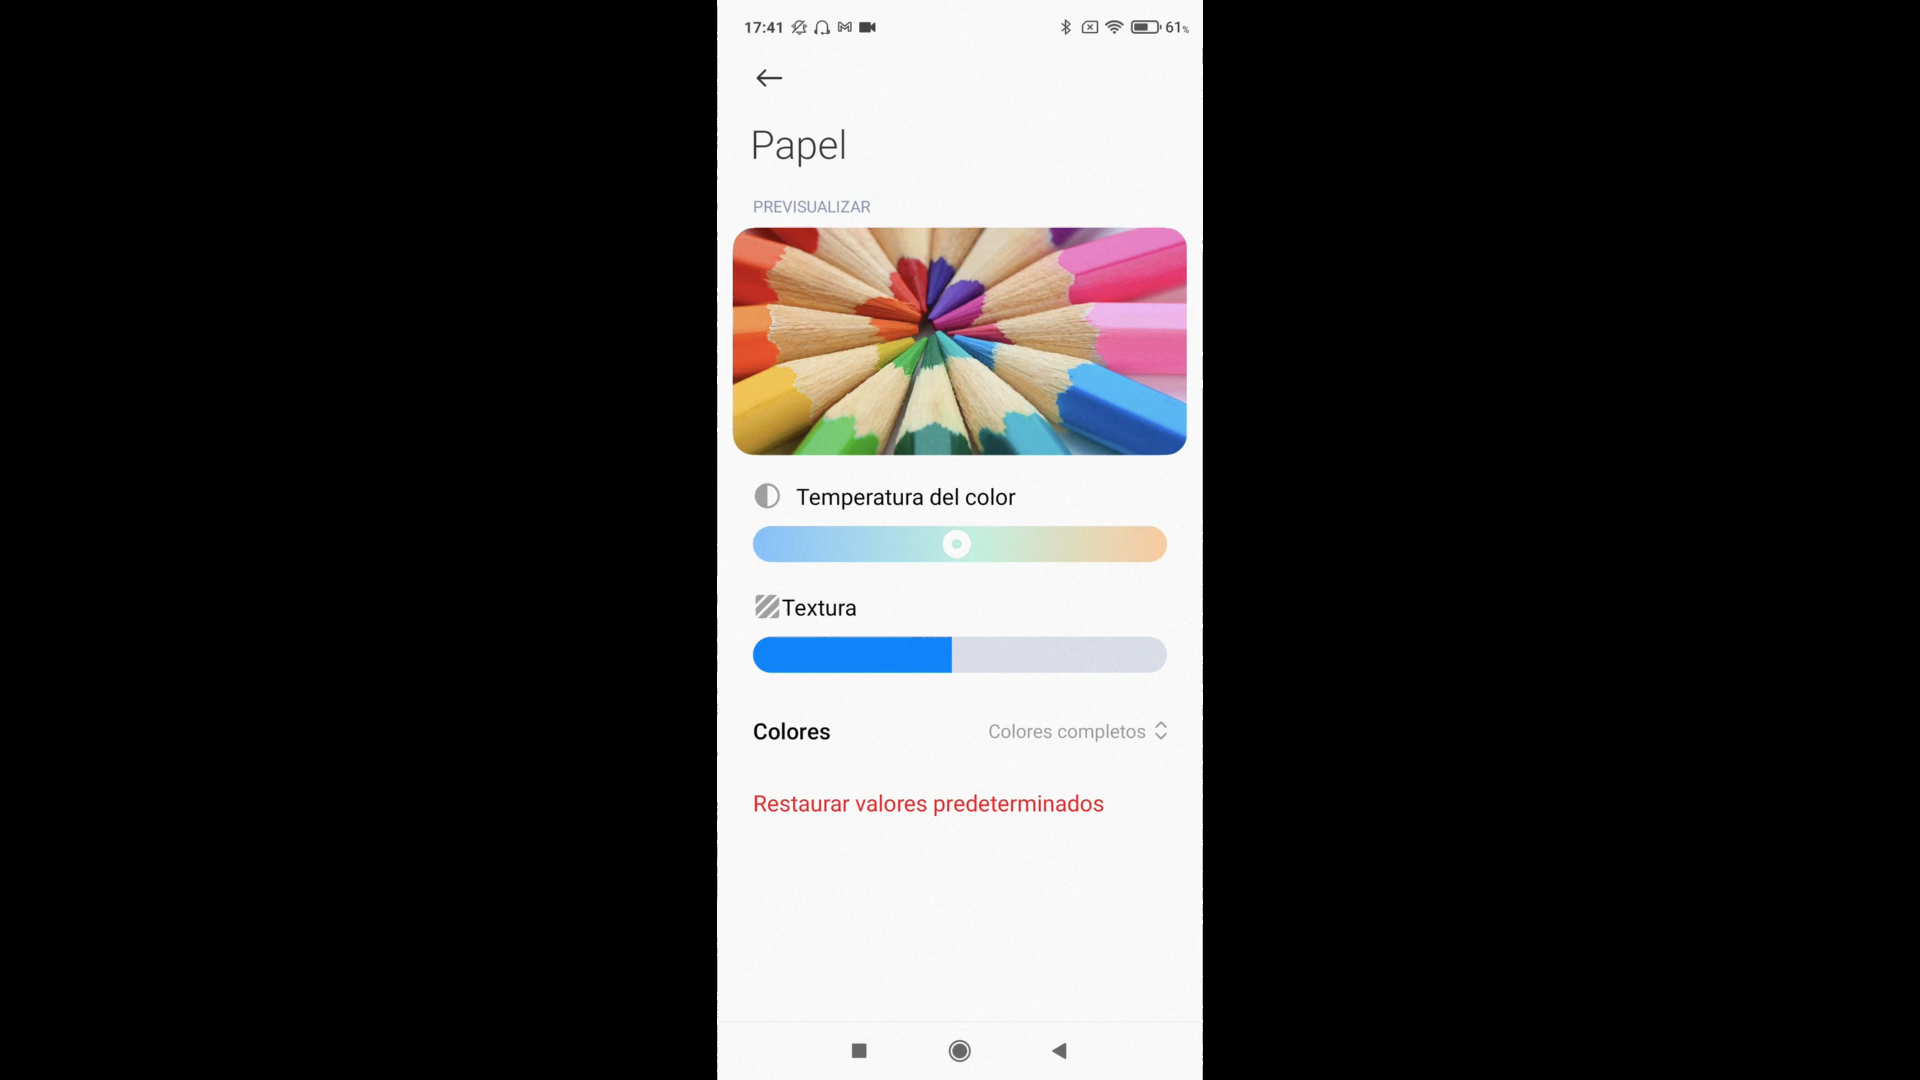 17:41 61%
Papel
PREVISUALIZAR
Temperatura del color
Textura
Colores Colores completos
Restaurar valores predeterminados